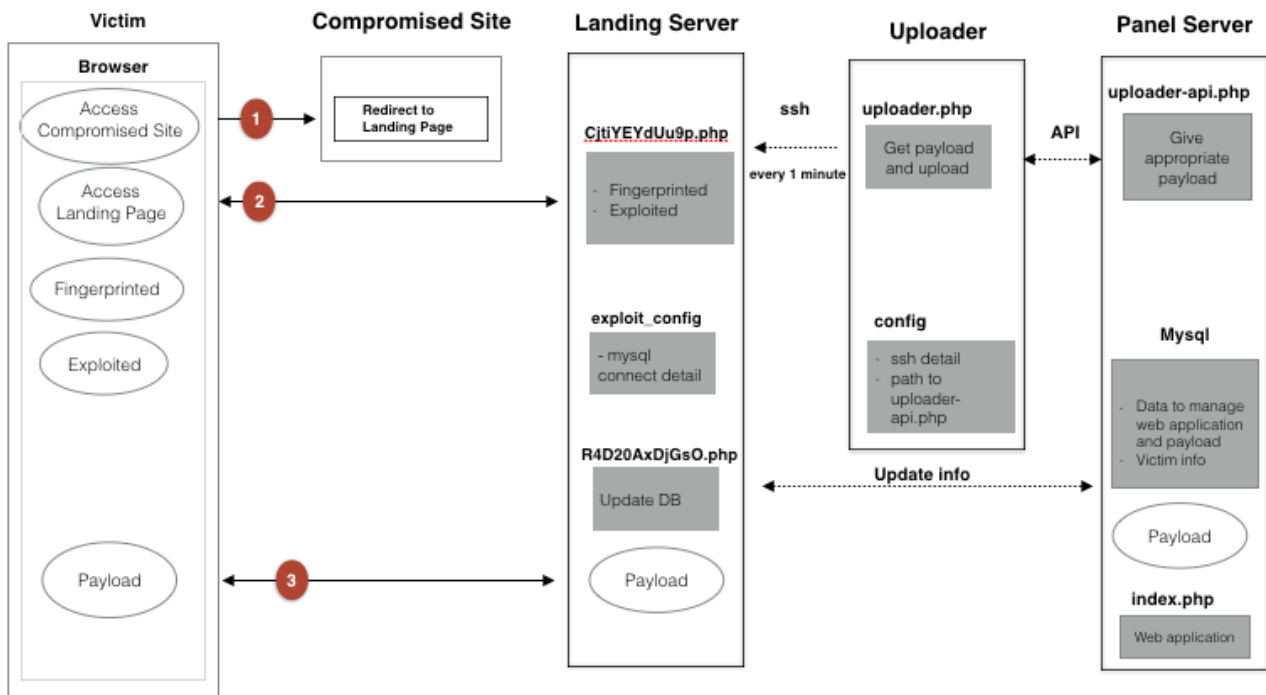 Victim
Compromised Site
Landing Server
Uploader
Panel Server
Browser
Access
Compromised Site
1
Redirect to
Landing Page
Access
Landing Page
2
Fingerprinted
Exploited
Payload
3
CjtiYEYdUu9p.php
- Fingerprinted
- Exploited
exploit_config
- mysql
connect detail
R4D20AxDjGsO.php
Update DB
Payload
ssh
every 1 minute
uploader.php
Get payload
and upload
config
- ssh detail
- path to
uploader-
api.php
API
Update info
uploader-api.php
Give
appropriate
payload
Mysql
- Data to manage
web application
and payload
- Victim info
Payload
index.php
Web application